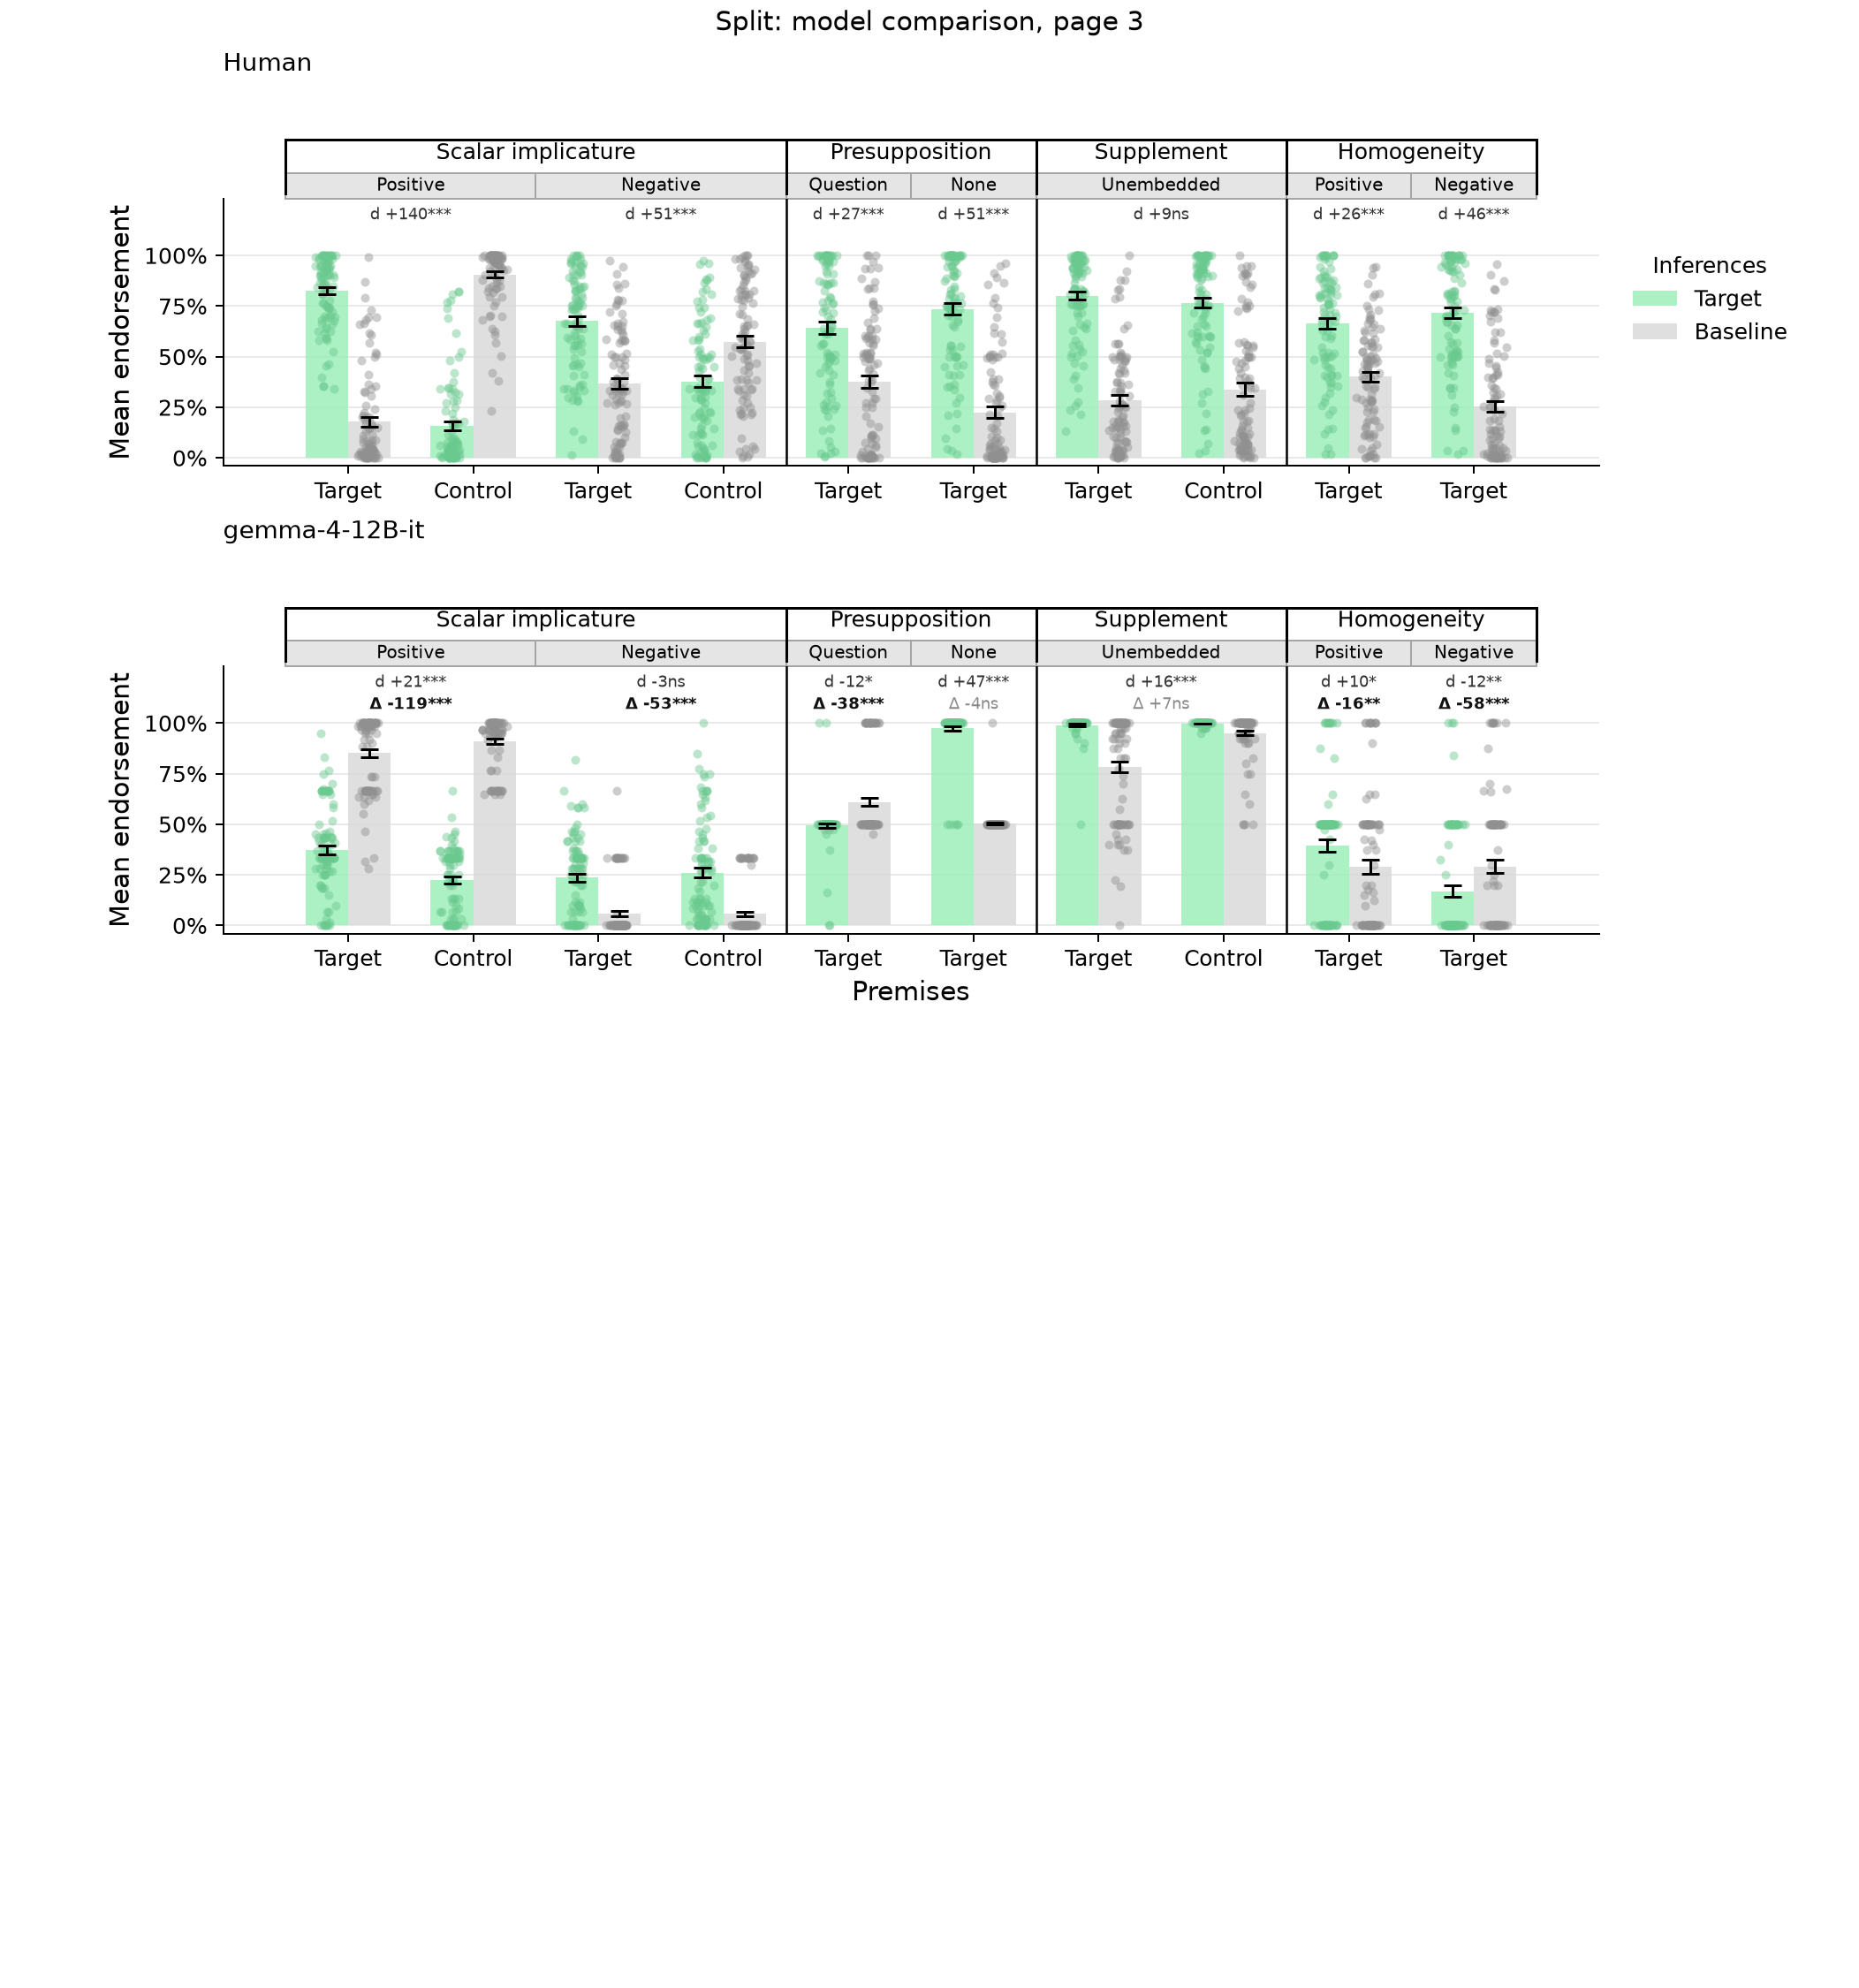 Split: model comparison, page 3
Human
Scalar implicature Presupposition Supplement Homogeneity
Positive Negative Question None Unembedded Positive Negative
d +140*** d +51*** d +27*** d +51*** d +9ns d +26*** d +46***
Mean endorsement
100%
75%
50%
25%
0%
Target Control Target Control Target Target Target Control Target Target
Inferences
Target
Baseline
gemma-4-12B-it
Scalar implicature Presupposition Supplement Homogeneity
Positive Negative Question None Unembedded Positive Negative
d +21*** d -3ns d -12* d +47*** d +16*** d +10* d -12**
Δ -119*** Δ -53*** Δ -38*** Δ -4ns Δ +7ns Δ -16** Δ -58***
Mean endorsement
100%
75%
50%
25%
0%
Target Control Target Control Target Target Target Control Target Target
Premises